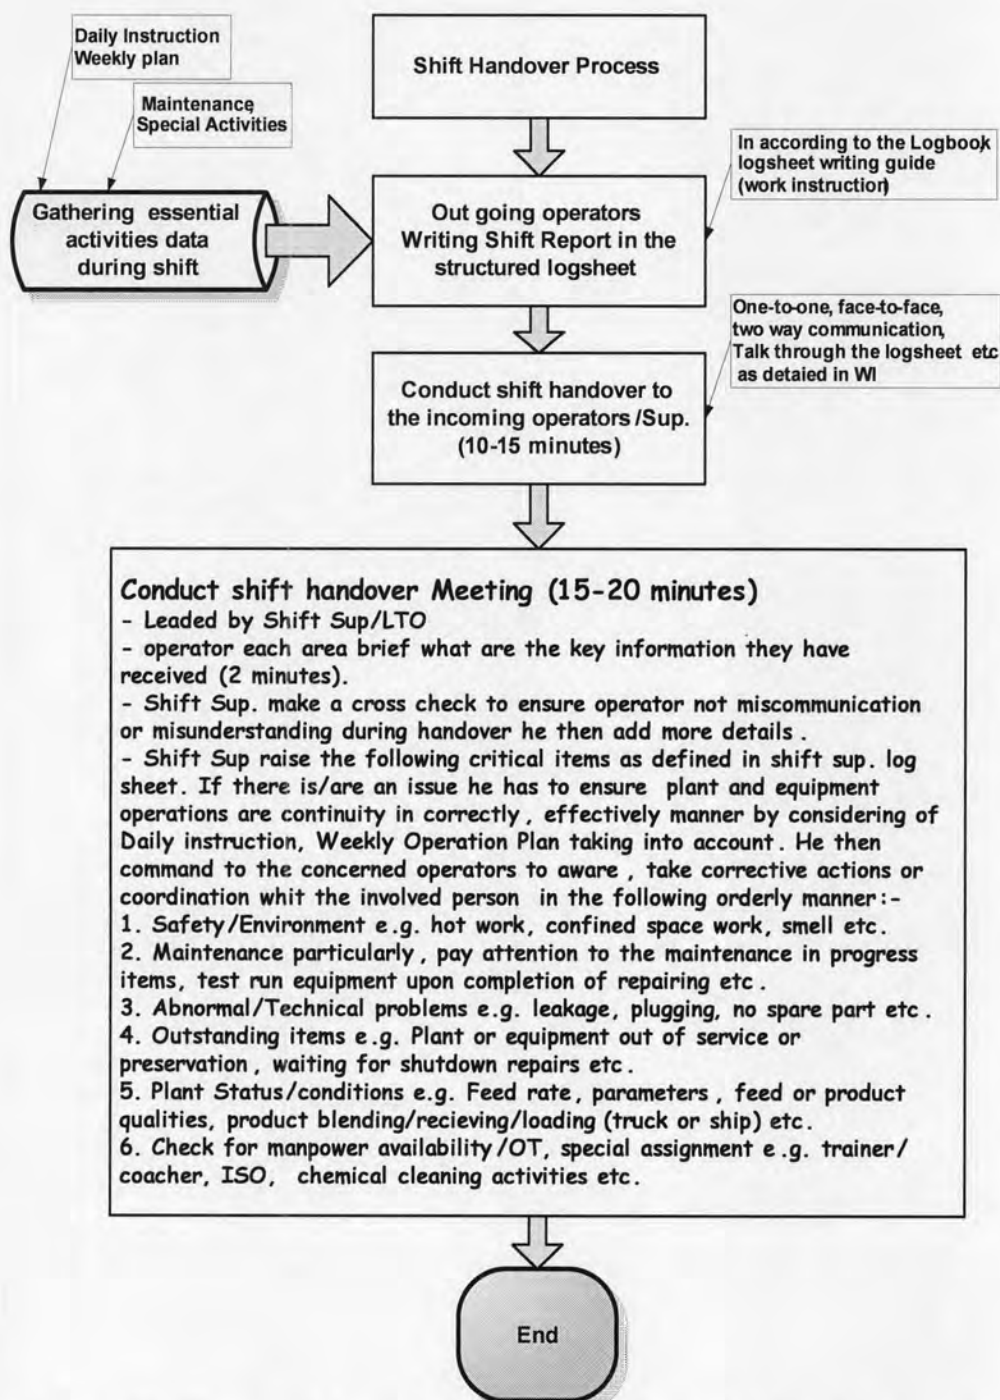 Daily Instruction
Weekly plan
Maintenance,
Special Activities
Shift Handover Process
Gathering essential
activities data
during shift
Out going operators
Writing Shift Report in the
structured logsheet
In according to the Logbook/
logsheet writing guide
(work instruction)
Conduct shift handover to
the incoming operators/Sup.
(10-15 minutes)
One-to-one, face-to-face,
two way communication,
Talk through the logsheet etc
as detaied in WI
Conduct shift handover Meeting (15-20 minutes)
- Leaded by Shift Sup/LTO
- operator each area brief what are the key information they have
received (2 minutes).
- Shift Sup. make a cross check to ensure operator not miscommunication
or misunderstanding during handover he then add more details.
- Shift Sup raise the following critical items as defined in shift sup. log
sheet. If there is/are an issue he has to ensure plant and equipment
operations are continuity in correctly, effectively manner by considering of
Daily instruction, Weekly Operation Plan taking into account. He then
command to the concerned operators to aware, take corrective actions or
coordination whit the involved person in the following orderly manner:-
1. Safety/Environment e.g. hot work, confined space work, smell etc.
2. Maintenance particularly, pay attention to the maintenance in progress
items, test run equipment upon completion of repairing etc.
3. Abnormal/Technical problems e.g. leakage, plugging, no spare part etc.
4. Outstanding items e.g. Plant or equipment out of service or
preservation, waiting for shutdown repairs etc.
5. Plant Status/conditions e.g. Feed rate, parameters, feed or product
qualities, product blending/recieving/loading (truck or ship) etc.
6. Check for manpower availability/OT, special assignment e.g. trainer/
coacher, ISO, chemical cleaning activities etc.
End